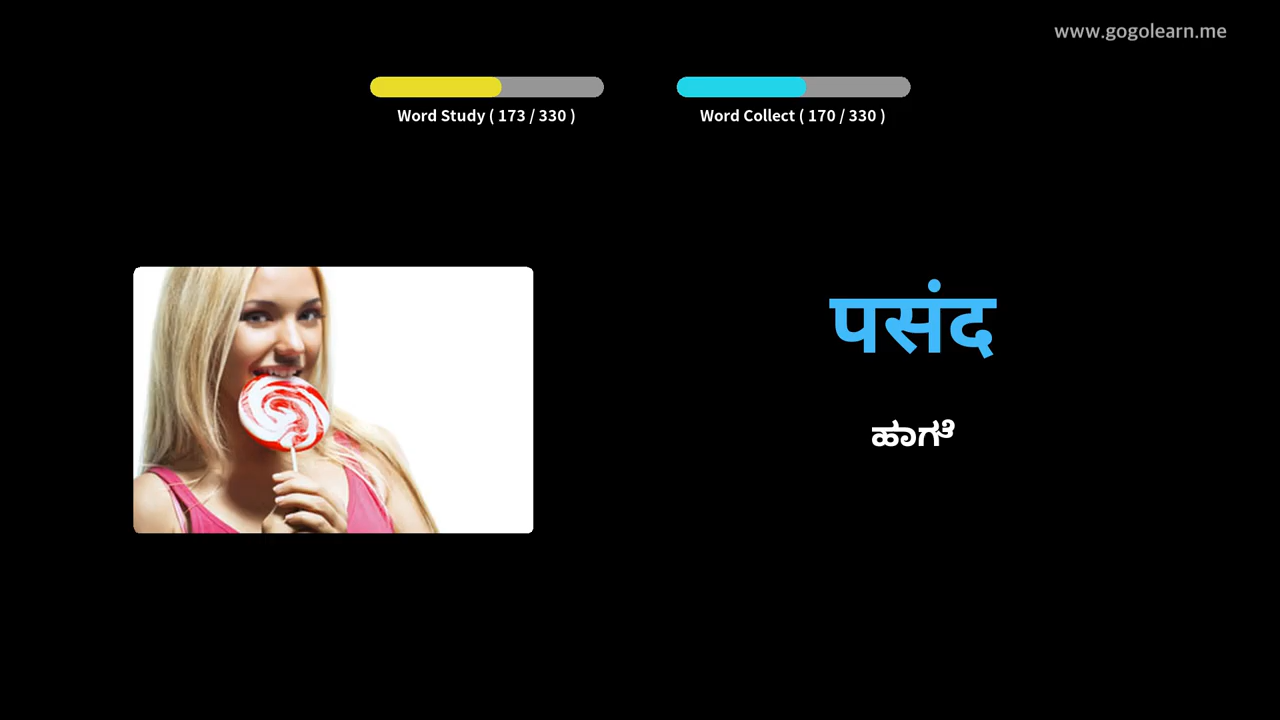 www.gogolearn.me
Word Study ( 173 / 330 )
Word Collect ( 170 / 330 )
पसंद
ಹಾಗೆ